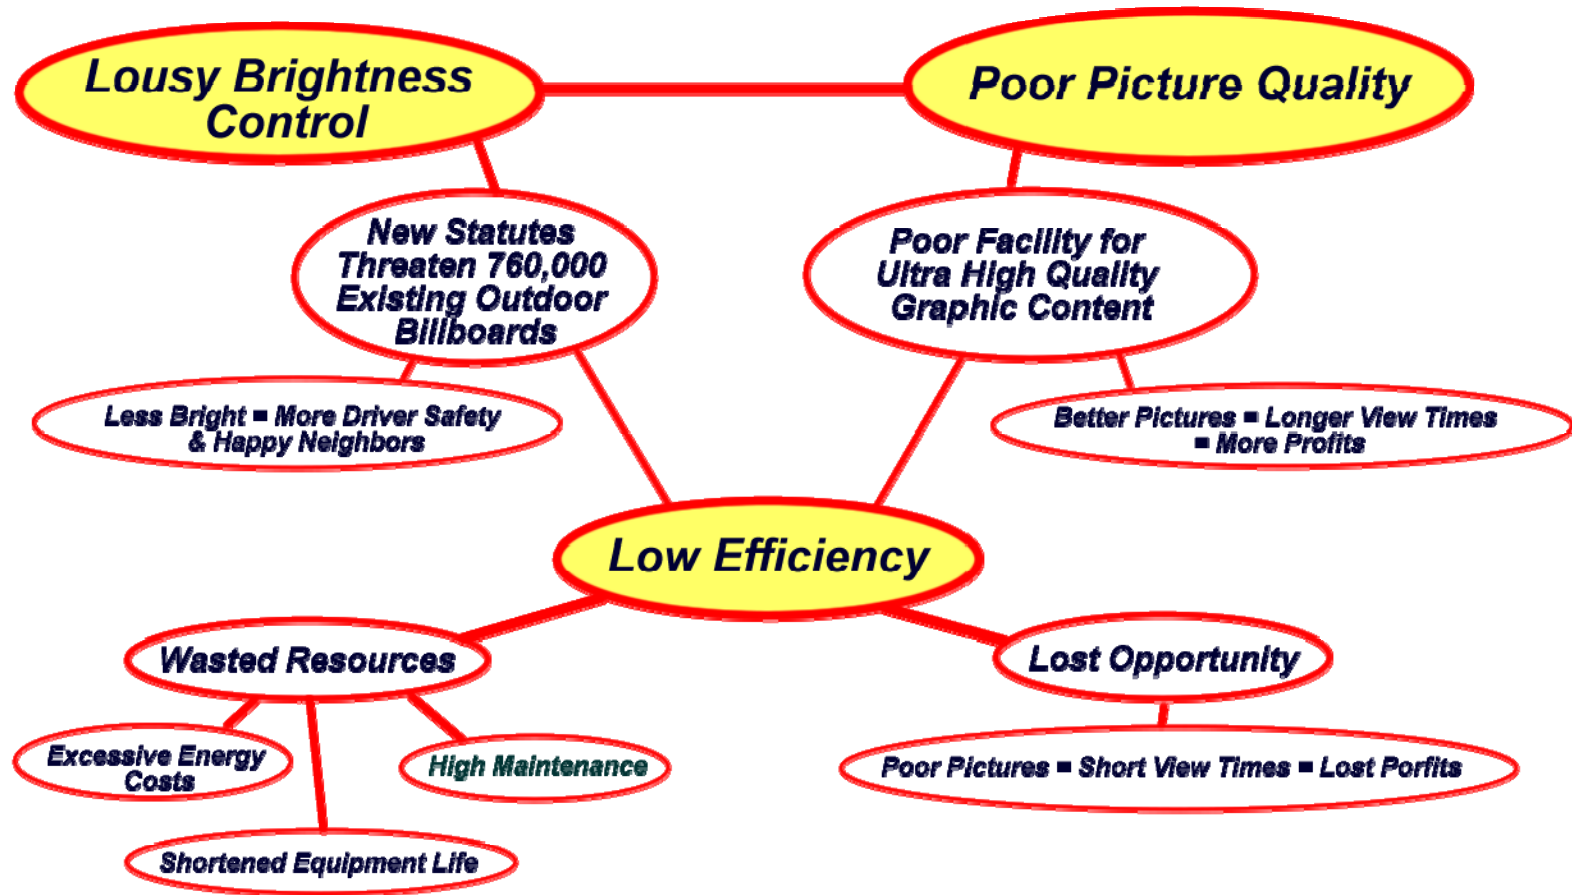 Lousy Brightness
Control
Poor Picture Quality
New Statutes
Threaten 760,000
Existing Outdoor
Billboards
Poor Facility for
Ultra High Quality
Graphic Content
Less Bright = More Driver Safety
& Happy Neighbors
Better Pictures = Longer View Times
= More Profits
Low Efficiency
Wasted Resources
Lost Opportunity
Excessive Energy
Costs
High Maintenance
Poor Pictures = Short View Times = Lost Porfits
Shortened Equipment Life